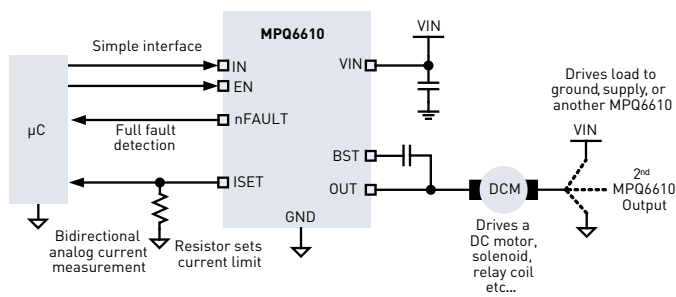 MPQ6610
VIN
Simple interface
IN
VIN
EN
Drives load to
ground, supply, or
another MPQ6610
µC
nFAULT
Full fault
detection
VIN
BST
ISET
OUT
DCM
2nd
MPQ6610
Output
GND
Bidirectional
analog current
measurement
Resistor sets
current limit
Drives a
DC motor,
solenoid,
relay coil
etc...